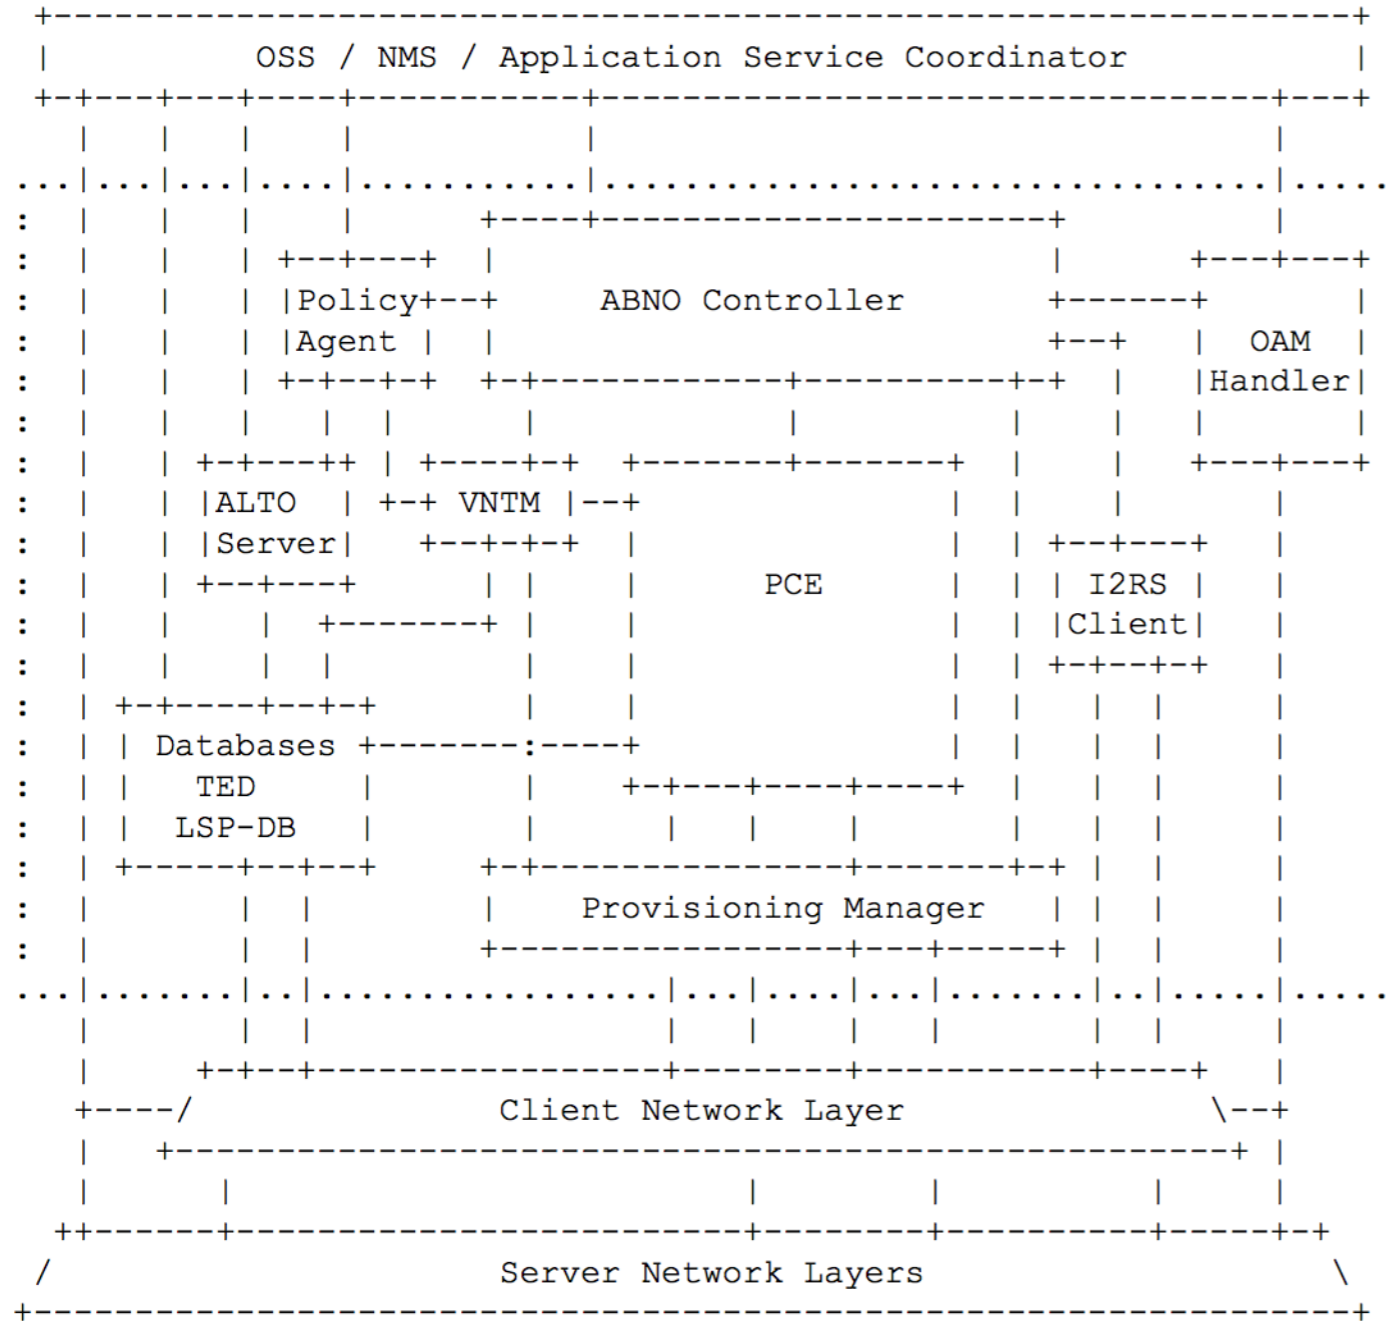 OSS / NMS / Application Service Coordinator
Policy
ABNO Controller
Agent
OAM
Handler
ALTO
VNTM
Server
PCE
I2RS
Client
Databases
TED
LSP-DB
Provisioning Manager
Client Network Layer
Server Network Layers